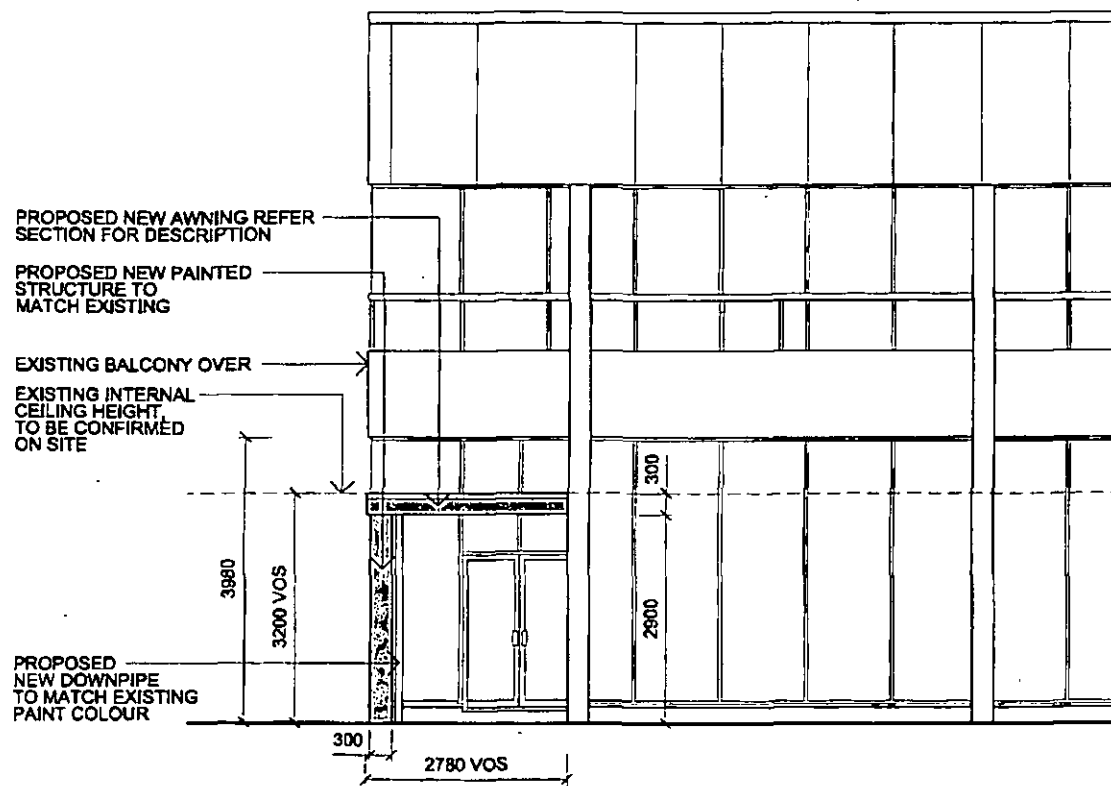 PROPOSED NEW AWNING REFER
SECTION FOR DESCRIPTION
PROPOSED NEW PAINTED
STRUCTURE TO
MATCH EXISTING
EXISTING BALCONY OVER
EXISTING INTERNAL
CEILING HEIGHT,
TO BE CONFIRMED
ON SITE
3980
3200 VOS
300
2900
PROPOSED
NEW DOWNPIPE
TO MATCH EXISTING
PAINT COLOUR
300
2780 VOS